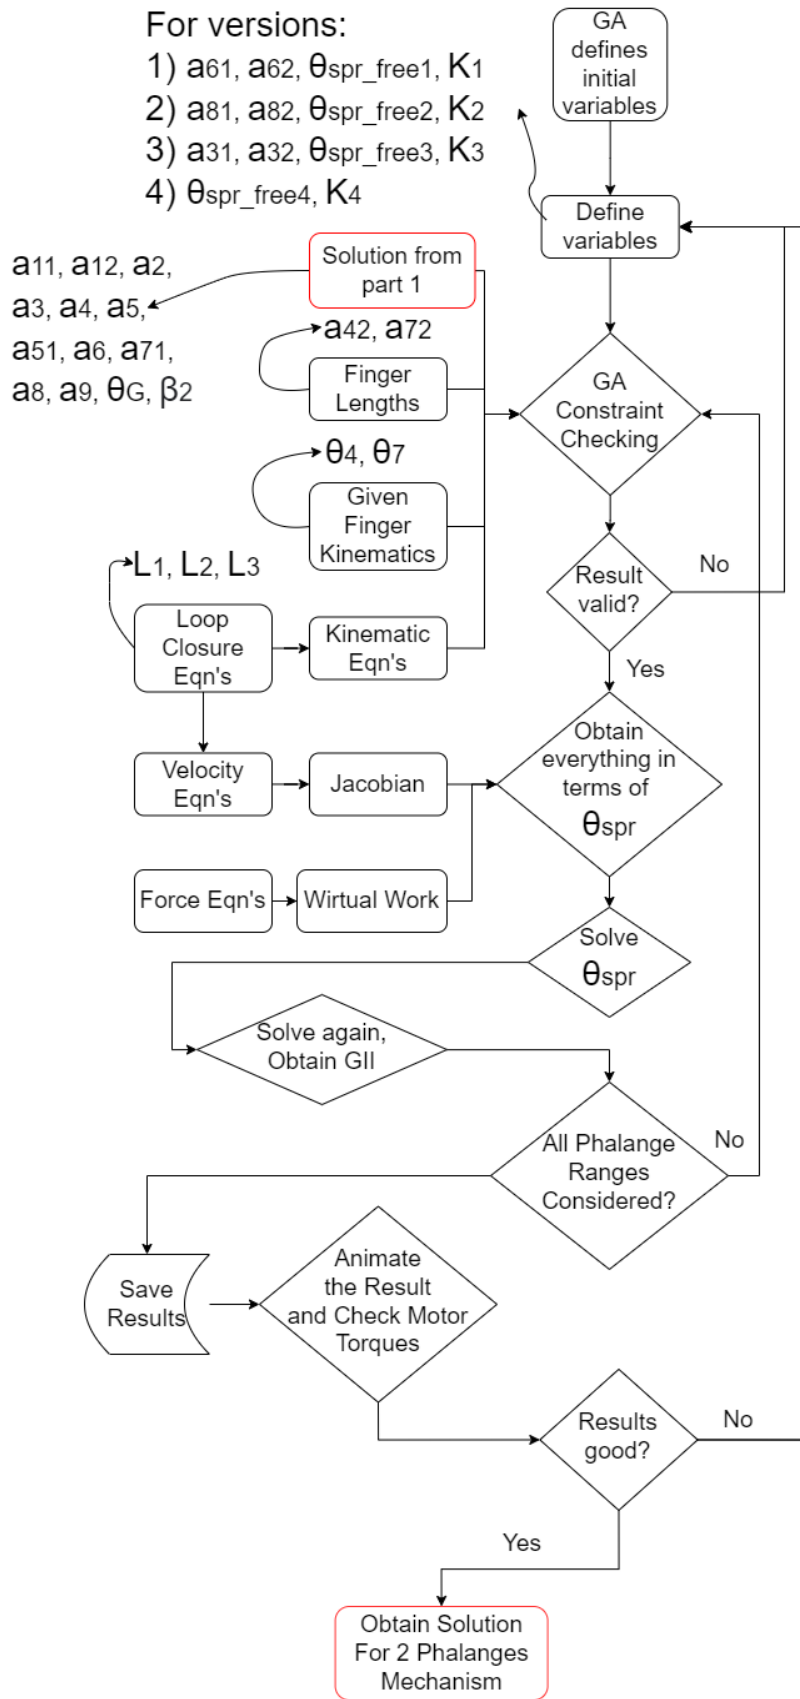 For versions:
1) a61, a62, θspr_free1, K1
2) a81, a82, θspr_free2, K2
3) a31, a32, θspr_free3, K3
4) θspr_free4, K4
GA
defines
initial
variables
Define
variables
Solution from
part 1
a11, a12, a2,
a3, a4, a5,
a51, a6, a71,
a8, a9, θG, β2
a42, a72
Finger
Lengths
GA
Constraint
Checking
θ4, θ7
Given
Finger
Kinematics
L1, L2, L3
Loop
Closure
Eqn's
Kinematic
Eqn's
Result
valid?
No
Yes
Velocity
Eqn's
Jacobian
Obtain
everything in
terms of
θspr
Force Eqn's
Wirtual Work
Solve
θspr
Solve again,
Obtain GII
All Phalange
Ranges
Considered?
No
Save
Results
Animate
the Result
and Check Motor
Torques
Results
good?
No
Yes
Obtain Solution
For 2 Phalanges
Mechanism